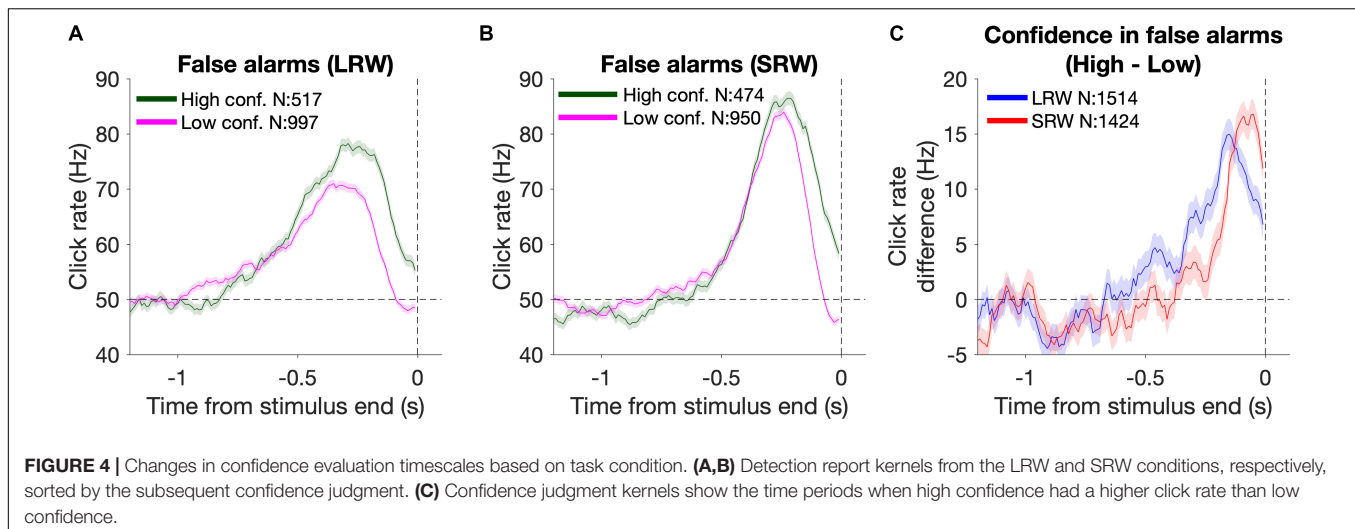 A
False alarms (LRW)
High conf. N:517
Low conf. N:997
90
80
70
60
50
40
Click rate (Hz)
-1
-0.5
0
Time from stimulus end (s)
B
False alarms (SRW)
High conf. N:474
Low conf. N:950
90
80
70
60
50
40
Click rate (Hz)
-1
-0.5
0
Time from stimulus end (s)
C
Confidence in false alarms
(High - Low)
LRW N:1514
SRW N:1424
20
15
10
5
0
-5
Click rate
difference (Hz)
-1
-0.5
0
Time from stimulus end (s)
FIGURE 4 | Changes in confidence evaluation timescales based on task condition. (A,B) Detection report kernels from the LRW and SRW conditions, respectively,
sorted by the subsequent confidence judgment. (C) Confidence judgment kernels show the time periods when high confidence had a higher click rate than low
confidence.